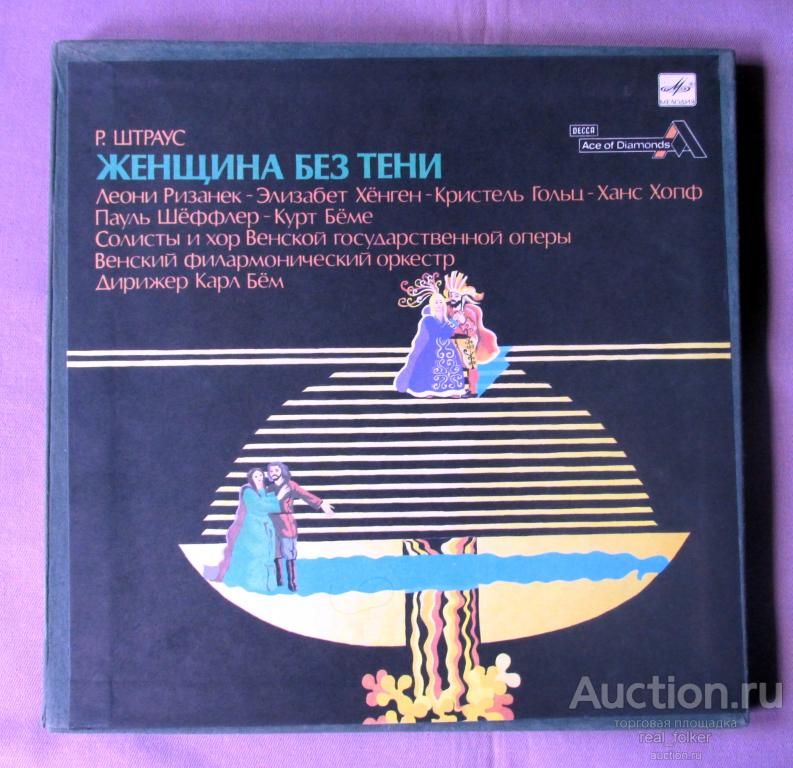 МЕЛОДИЯ
DECCA
Ace of Diamonds
Р. ШТРАУС
ЖЕНЩИНА БЕЗ ТЕНИ
Леони Ризанек - Элизабет Хёнген - Кристель Гольц - Ханс Хопф
Пауль Шёффлер - Курт Бёме
Солисты и хор Венской государственной оперы
Венский филармонический оркестр
Дирижер Карл Бём
Auction.ru
торговая площадка
real_folker
auction.ru